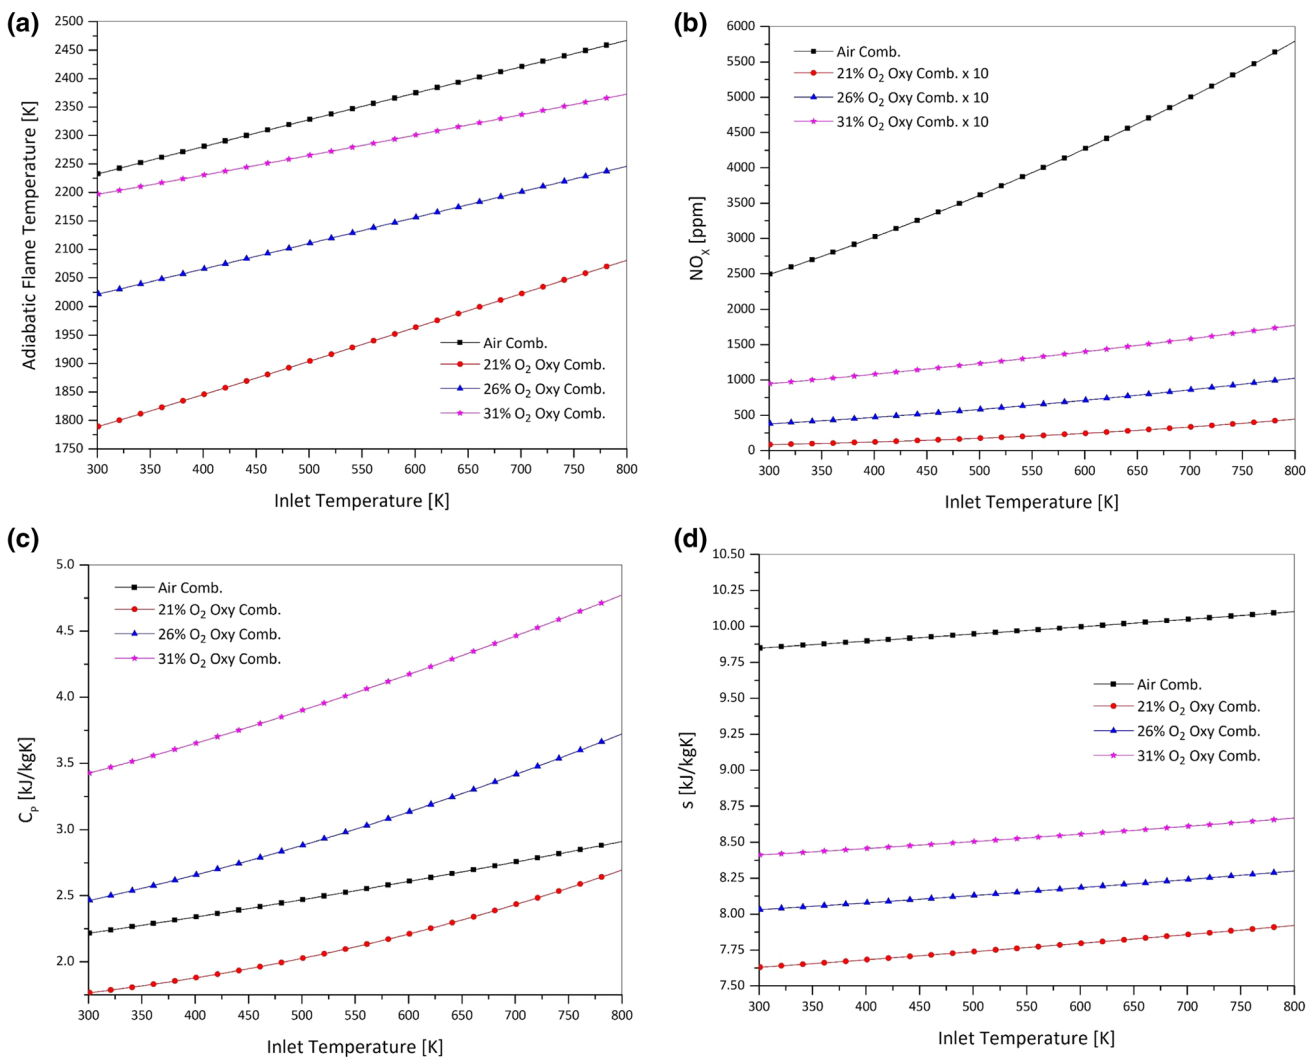 (a)
2500
2450
2400
2350
2300
2250
2200
2150
2100
2050
2000
1950
1900
1850
1800
1750
Adiabatic Flame Temperature [K]
Air Comb.
21% O₂ Oxy Comb.
26% O₂ Oxy Comb.
31% O₂ Oxy Comb.
300 350 400 450 500 550 600 650 700 750 800
Inlet Temperature [K]
(b)
6000
5500
5000
4500
4000
3500
3000
2500
2000
1500
1000
500
0
NOₓ [ppm]
Air Comb.
21% O₂ Oxy Comb. x 10
26% O₂ Oxy Comb. x 10
31% O₂ Oxy Comb. x 10
300 350 400 450 500 550 600 650 700 750 800
Inlet Temperature [K]
(c)
5.0
4.5
4.0
3.5
3.0
2.5
2.0
Cₚ [kJ/kgK]
Air Comb.
21% O₂ Oxy Comb.
26% O₂ Oxy Comb.
31% O₂ Oxy Comb.
300 350 400 450 500 550 600 650 700 750 800
Inlet Temperature [K]
(d)
10.50
10.25
10.00
9.75
9.50
9.25
9.00
8.75
8.50
8.25
8.00
7.75
7.50
s [kJ/kgK]
Air Comb.
21% O₂ Oxy Comb.
26% O₂ Oxy Comb.
31% O₂ Oxy Comb.
300 350 400 450 500 550 600 650 700 750 800
Inlet Temperature [K]